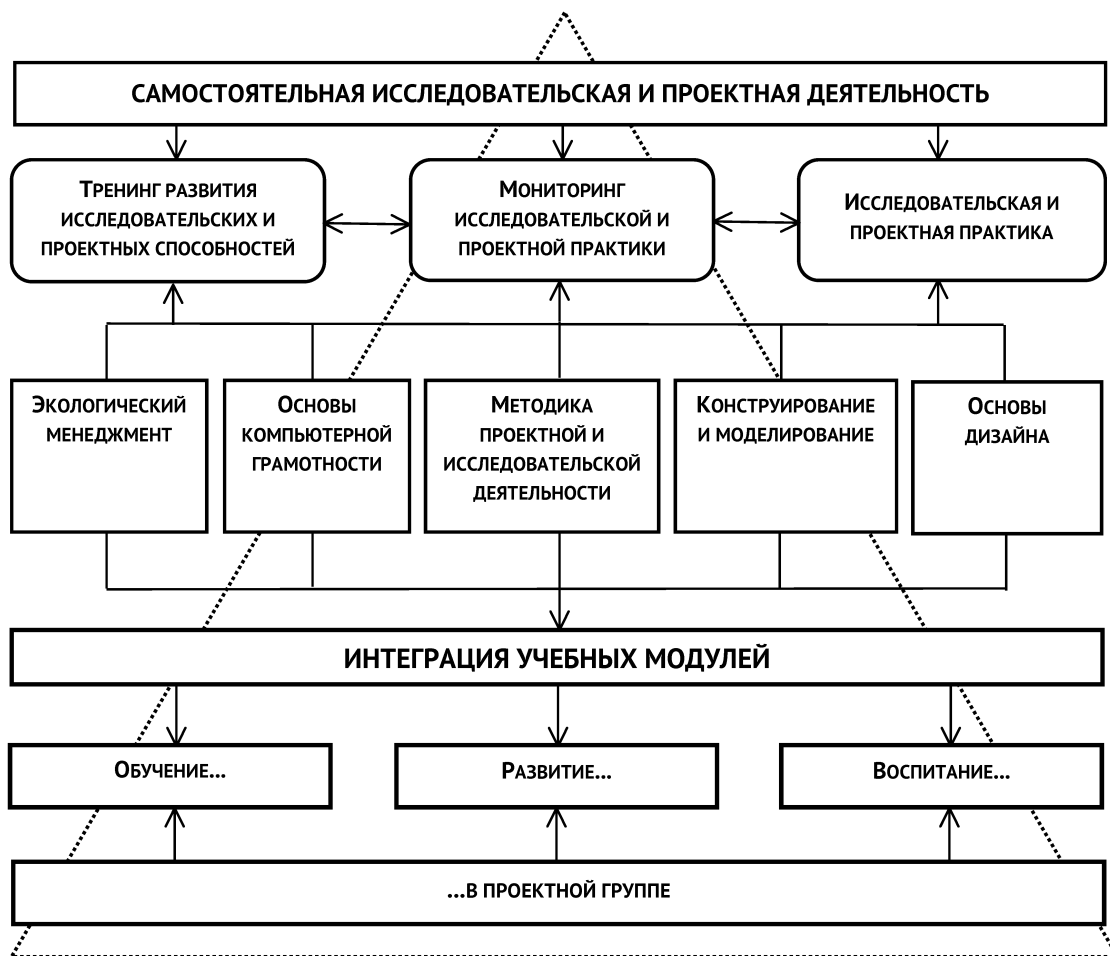 САМОСТОЯТЕЛЬНАЯ ИССЛЕДОВАТЕЛЬСКАЯ И ПРОЕКТНАЯ ДЕЯТЕЛЬНОСТЬ
Тренинг развития
исследовательских и
проектных способностей
Мониторинг
исследовательской и
проектной практики
Исследовательская и
проектная практика
Экологический
менеджмент
Основы
компьютерной
грамотности
Методика
проектной и
исследовательской
деятельности
Конструирование
и моделирование
Основы
дизайна
ИНТЕГРАЦИЯ УЧЕБНЫХ МОДУЛЕЙ
Обучение...
Развитие...
Воспитание...
...в проектной группе